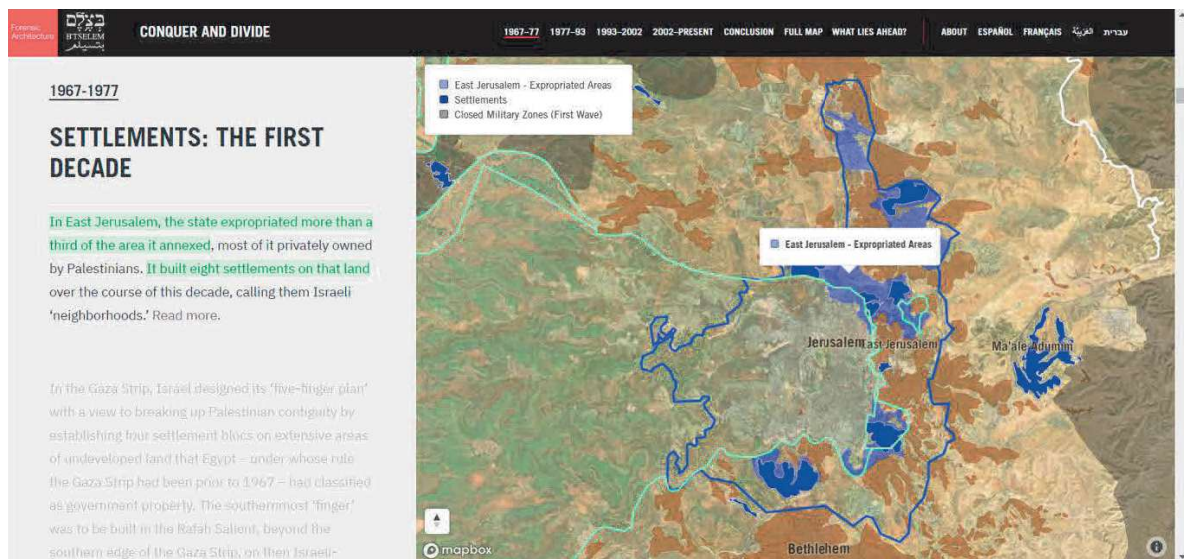 Forensic
Architecture
בצלם
B'TSELEM
بتسيلم
CONQUER AND DIVIDE
1967–77 1977–93 1993–2002 2002–PRESENT CONCLUSION FULL MAP WHAT LIES AHEAD?
ABOUT ESPAÑOL FRANÇAIS العَرَبِيَّة עברית
1967-1977
SETTLEMENTS: THE FIRST
DECADE
In East Jerusalem, the state expropriated more than a
third of the area it annexed, most of it privately owned
by Palestinians. It built eight settlements on that land
over the course of this decade, calling them Israeli
‘neighborhoods.’ Read more.
In the Gaza Strip, Israel designed its ‘five-finger plan’
with a view to breaking up Palestinian contiguity by
establishing four settlement blocs on extensive areas
of undeveloped land that Egypt – under whose rule
the Gaza Strip had been prior to 1967 – had classified
as government property. The southernmost ‘finger’
was to be built in the Rafah Salient, beyond the
southern edge of the Gaza Strip, on then Israeli-
East Jerusalem - Expropriated Areas
Settlements
Closed Military Zones (First Wave)
East Jerusalem - Expropriated Areas
Jerusalem
East Jerusalem
Ma'ale Adumim
Bethlehem
mapbox